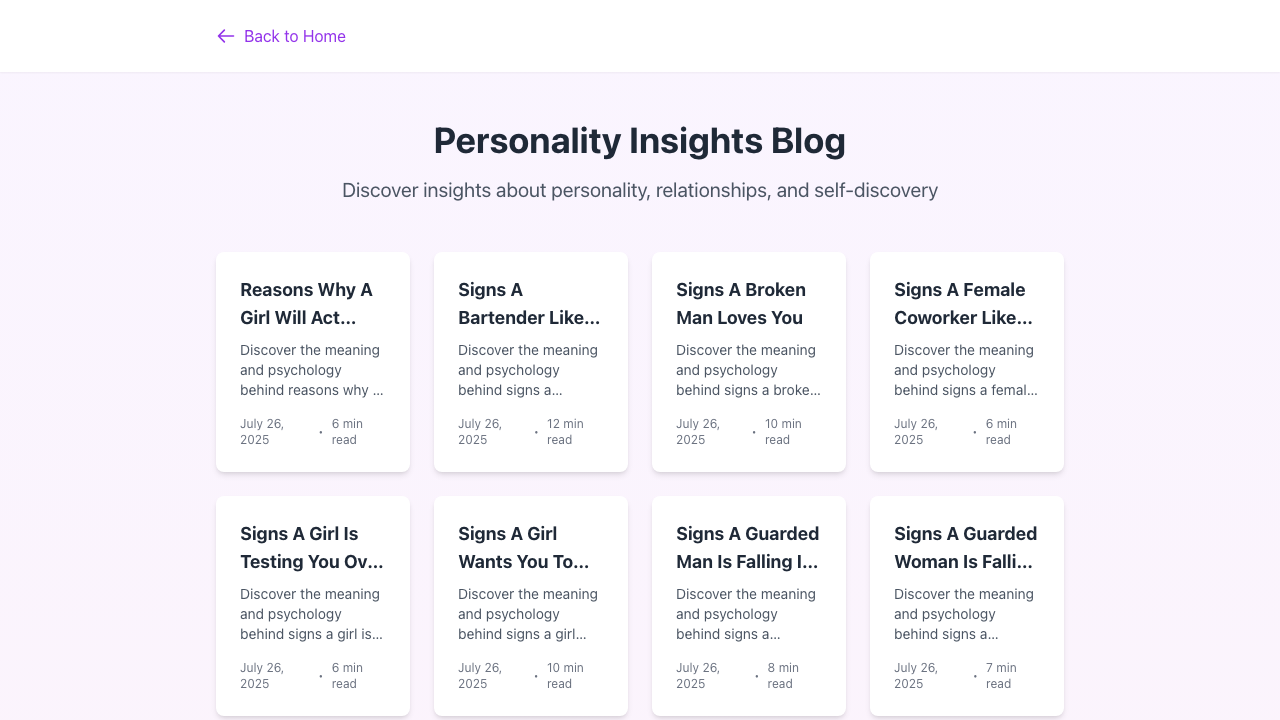 Back to Home
Personality Insights Blog
Discover insights about personality, relationships, and self-discovery
Reasons Why A
Girl Will Act...
Discover the meaning
and psychology
behind reasons why ...
July 26,
2025
•
6 min
read
Signs A
Bartender Like...
Discover the meaning
and psychology
behind signs a...
July 26,
2025
•
12 min
read
Signs A Broken
Man Loves You
Discover the meaning
and psychology
behind signs a broke...
July 26,
2025
•
10 min
read
Signs A Female
Coworker Like...
Discover the meaning
and psychology
behind signs a femal...
July 26,
2025
•
6 min
read
Signs A Girl Is
Testing You Ov...
Discover the meaning
and psychology
behind signs a girl is...
July 26,
2025
•
6 min
read
Signs A Girl
Wants You To...
Discover the meaning
and psychology
behind signs a girl...
July 26,
2025
•
10 min
read
Signs A Guarded
Man Is Falling I...
Discover the meaning
and psychology
behind signs a...
July 26,
2025
•
8 min
read
Signs A Guarded
Woman Is Falli...
Discover the meaning
and psychology
behind signs a...
July 26,
2025
•
7 min
read